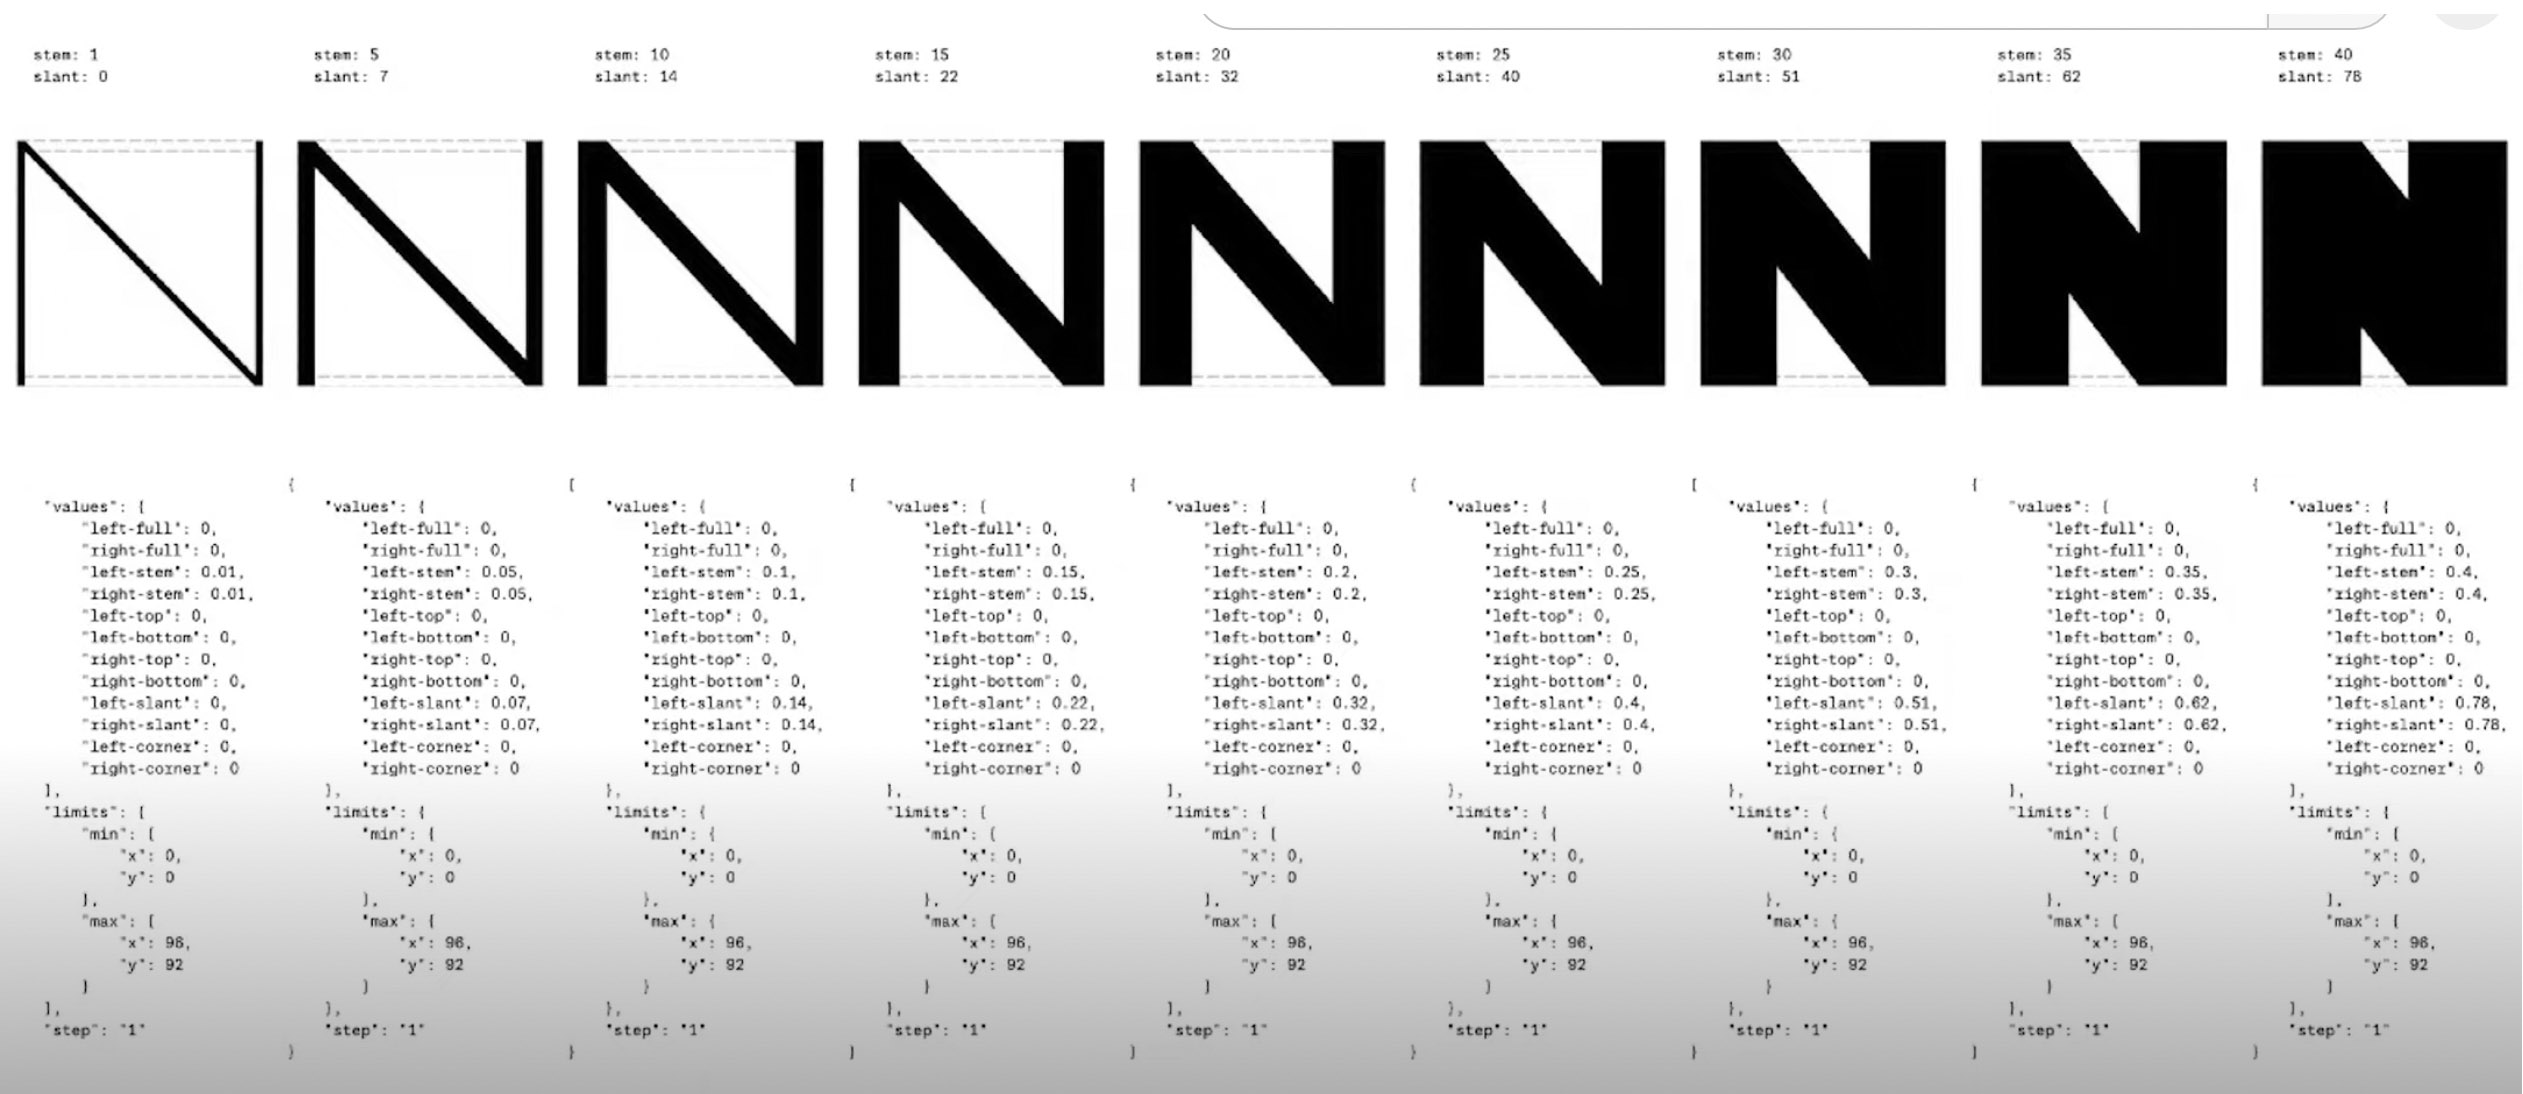 stem: 1
slant: 0
stem: 5
slant: 7
stem: 10
slant: 14
stem: 15
slant: 22
stem: 20
slant: 32
stem: 25
slant: 40
stem: 30
slant: 51
stem: 35
slant: 62
stem: 40
slant: 78
"values": {
"left-full": 0,
"right-full": 0,
"left-stem": 0.01,
"right-stem": 0.01,
"left-top": 0,
"left-bottom": 0,
"right-top": 0,
"right-bottom": 0,
"left-slant": 0,
"right-slant": 0,
"left-corner": 0,
"right-corner": 0
},
"limits": {
"min": {
"x": 0,
"y": 0
},
"max": {
"x": 96,
"y": 92
}
},
"step": "1"
{
"values": {
"left-full": 0,
"right-full": 0,
"left-stem": 0.05,
"right-stem": 0.05,
"left-top": 0,
"left-bottom": 0,
"right-top": 0,
"right-bottom": 0,
"left-slant": 0.07,
"right-slant": 0.07,
"left-corner": 0,
"right-corner": 0
},
"limits": {
"min": {
"x": 0,
"y": 0
},
"max": {
"x": 96,
"y": 92
}
},
"step": "1"
}
{
"values": {
"left-full": 0,
"right-full": 0,
"left-stem": 0.1,
"right-stem": 0.1,
"left-top": 0,
"left-bottom": 0,
"right-top": 0,
"right-bottom": 0,
"left-slant": 0.14,
"right-slant": 0.14,
"left-corner": 0,
"right-corner": 0
},
"limits": {
"min": {
"x": 0,
"y": 0
},
"max": {
"x": 96,
"y": 92
}
},
"step": "1"
}
{
"values": {
"left-full": 0,
"right-full": 0,
"left-stem": 0.15,
"right-stem": 0.15,
"left-top": 0,
"left-bottom": 0,
"right-top": 0,
"right-bottom": 0,
"left-slant": 0.22,
"right-slant": 0.22,
"left-corner": 0,
"right-corner": 0
},
"limits": {
"min": {
"x": 0,
"y": 0
},
"max": {
"x": 96,
"y": 92
}
},
"step": "1"
}
{
"values": {
"left-full": 0,
"right-full": 0,
"left-stem": 0.2,
"right-stem": 0.2,
"left-top": 0,
"left-bottom": 0,
"right-top": 0,
"right-bottom": 0,
"left-slant": 0.32,
"right-slant": 0.32,
"left-corner": 0,
"right-corner": 0
},
"limits": {
"min": {
"x": 0,
"y": 0
},
"max": {
"x": 96,
"y": 92
}
},
"step": "1"
}
{
"values": {
"left-full": 0,
"right-full": 0,
"left-stem": 0.25,
"right-stem": 0.25,
"left-top": 0,
"left-bottom": 0,
"right-top": 0,
"right-bottom": 0,
"left-slant": 0.4,
"right-slant": 0.4,
"left-corner": 0,
"right-corner": 0
},
"limits": {
"min": {
"x": 0,
"y": 0
},
"max": {
"x": 96,
"y": 92
}
},
"step": "1"
}
{
"values": {
"left-full": 0,
"right-full": 0,
"left-stem": 0.3,
"right-stem": 0.3,
"left-top": 0,
"left-bottom": 0,
"right-top": 0,
"right-bottom": 0,
"left-slant": 0.51,
"right-slant": 0.51,
"left-corner": 0,
"right-corner": 0
},
"limits": {
"min": {
"x": 0,
"y": 0
},
"max": {
"x": 96,
"y": 92
}
},
"step": "1"
}
{
"values": {
"left-full": 0,
"right-full": 0,
"left-stem": 0.35,
"right-stem": 0.35,
"left-top": 0,
"left-bottom": 0,
"right-top": 0,
"right-bottom": 0,
"left-slant": 0.62,
"right-slant": 0.62,
"left-corner": 0,
"right-corner": 0
},
"limits": {
"min": {
"x": 0,
"y": 0
},
"max": {
"x": 96,
"y": 92
}
},
"step": "1"
}
{
"values": {
"left-full": 0,
"right-full": 0,
"left-stem": 0.4,
"right-stem": 0.4,
"left-top": 0,
"left-bottom": 0,
"right-top": 0,
"right-bottom": 0,
"left-slant": 0.78,
"right-slant": 0.78,
"left-corner": 0,
"right-corner": 0
},
"limits": {
"min": {
"x": 0,
"y": 0
},
"max": {
"x": 96,
"y": 92
}
},
"step": "1"
}